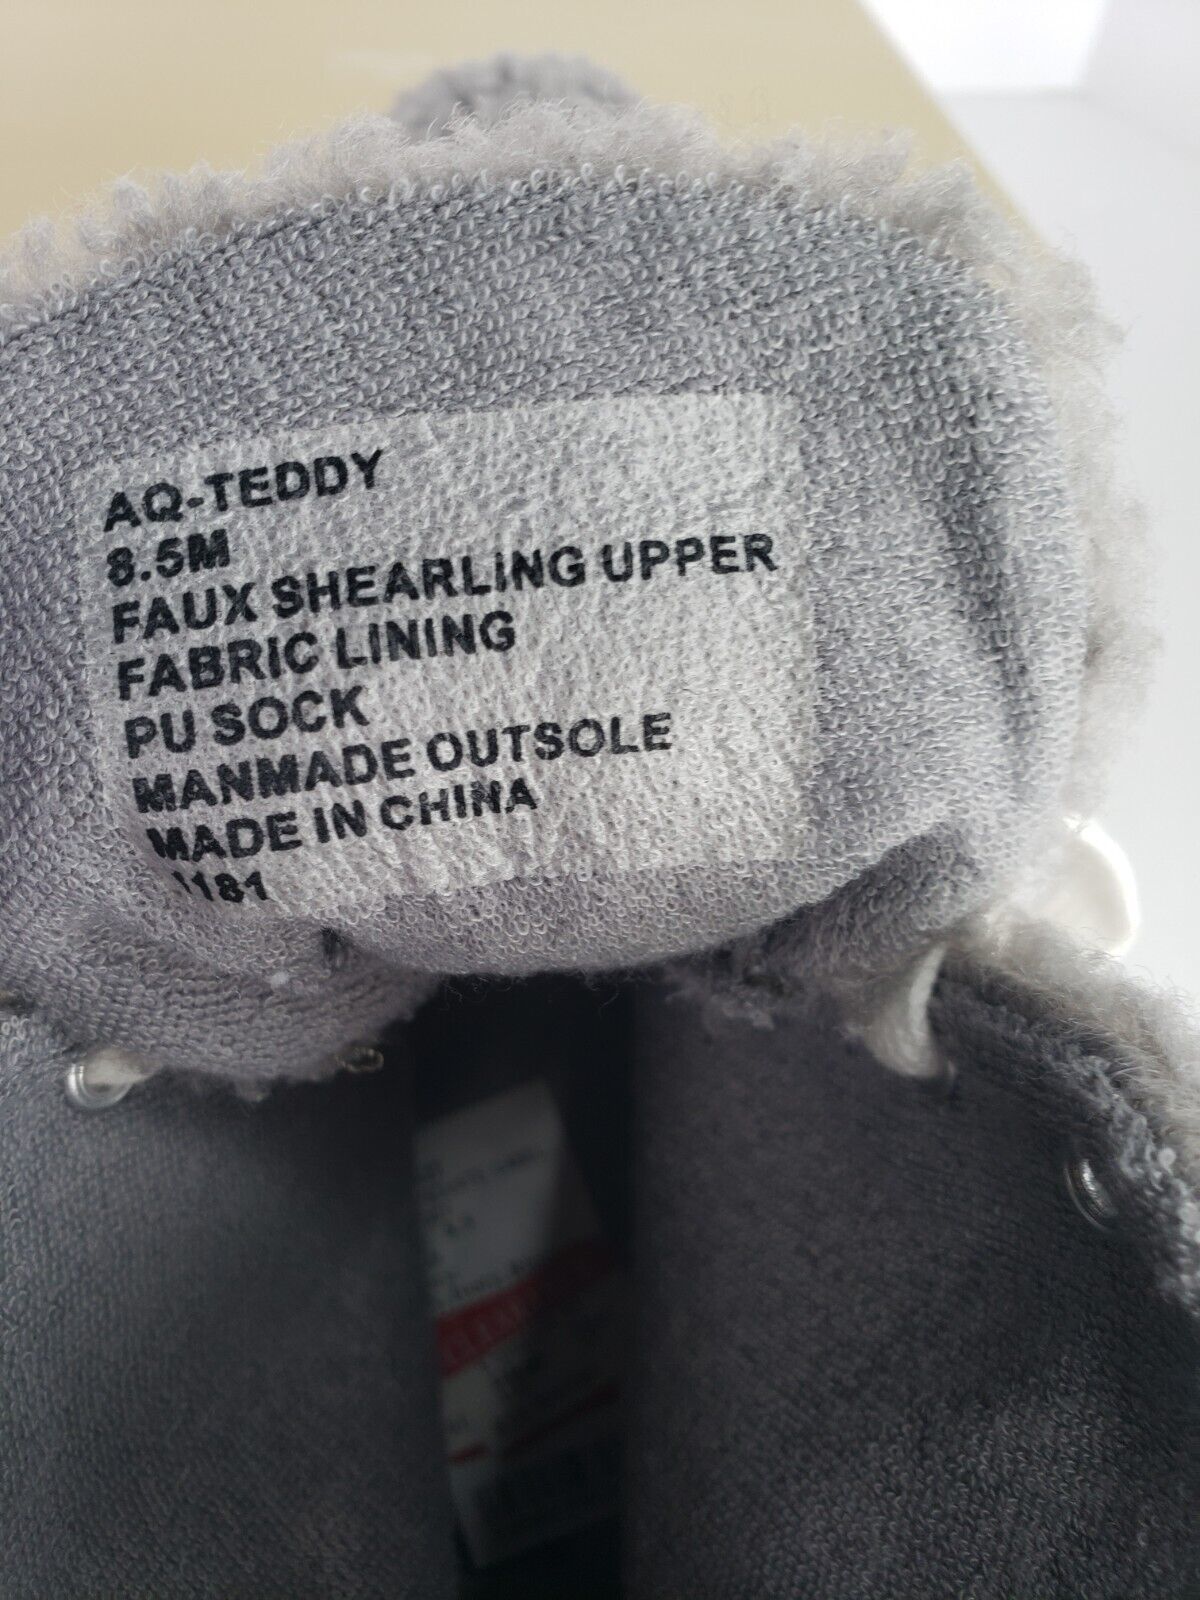 AQ-TEDDY
8.5M
FAUX SHEARLING UPPER
FABRIC LINING
PU SOCK
MANMADE OUTSOLE
MADE IN CHINA